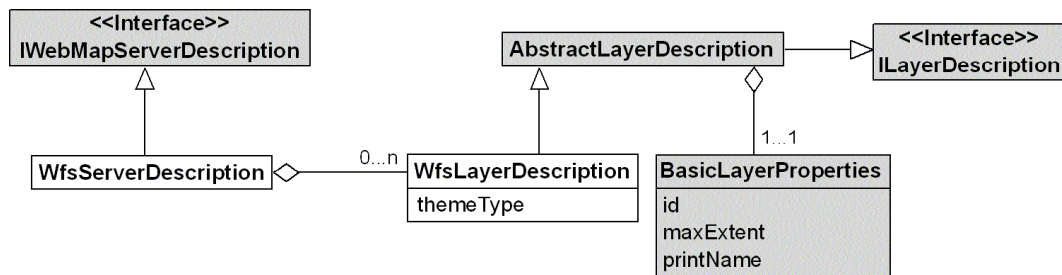 <<Interface>>
IWebMapServerDescription
AbstractLayerDescription
<<Interface>>
ILayerDescription
WfsServerDescription
0...n
WfsLayerDescription
themeType
1...1
BasicLayerProperties
id
maxExtent
printName